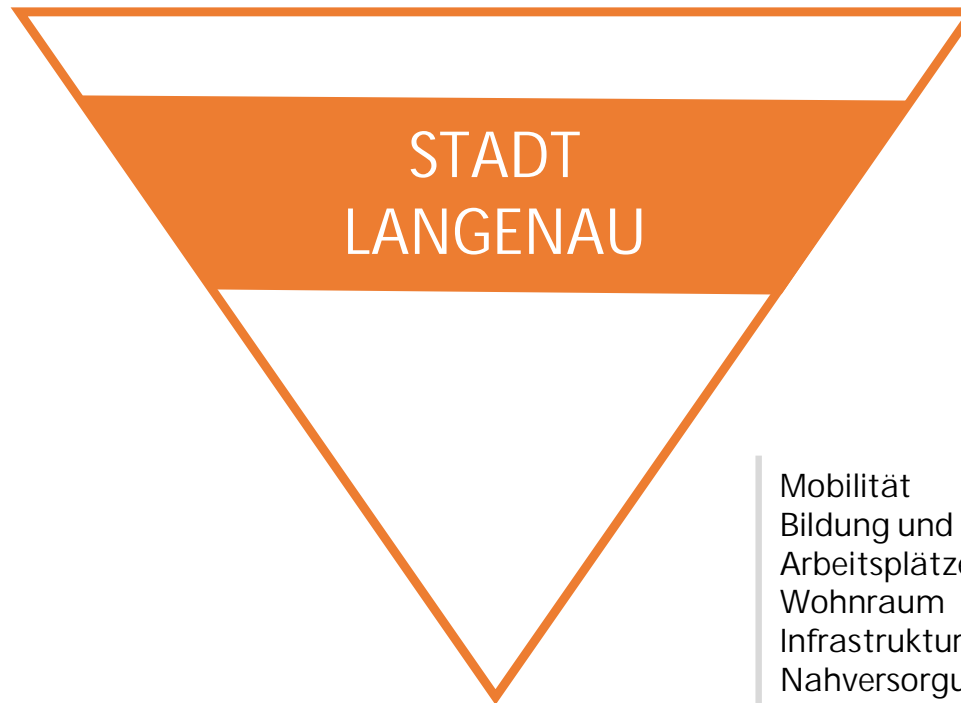 STADT
LANGENAU
Mobilität
Bildung und
Arbeitsplätz
Wohnraum
Infrastruktur
Nahversorgu